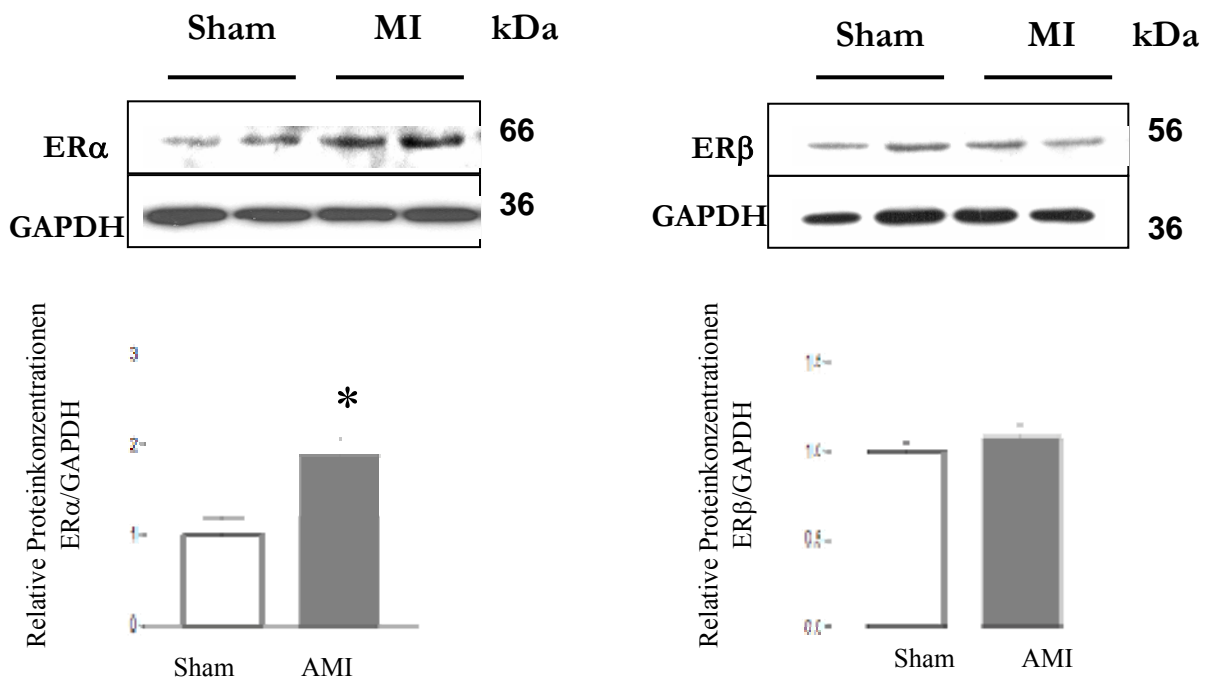 Sham MI kDa
ERα 66
GAPDH 36
Relative Proteinkonzentrationen
ERα/GAPDH
3
*
2
1
0
Sham AMI
Sham MI kDa
ERβ 56
GAPDH 36
Relative Proteinkonzentrationen
ERβ/GAPDH
1.0
0.5
0.0
Sham AMI